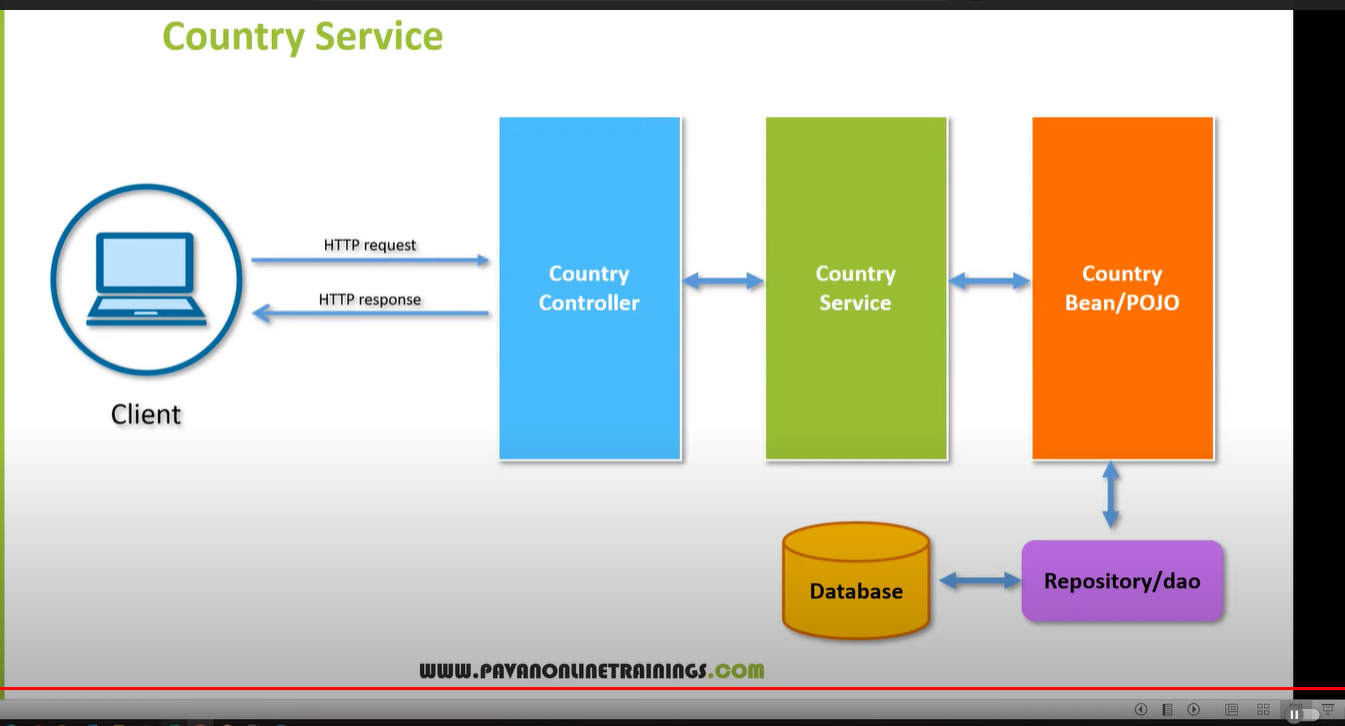 Country Service
HTTP request
HTTP response
Client
Country
Controller
Country
Service
Country
Bean/POJO
Database
Repository/dao
WWW.PAVANONLINETRAININGS.COM